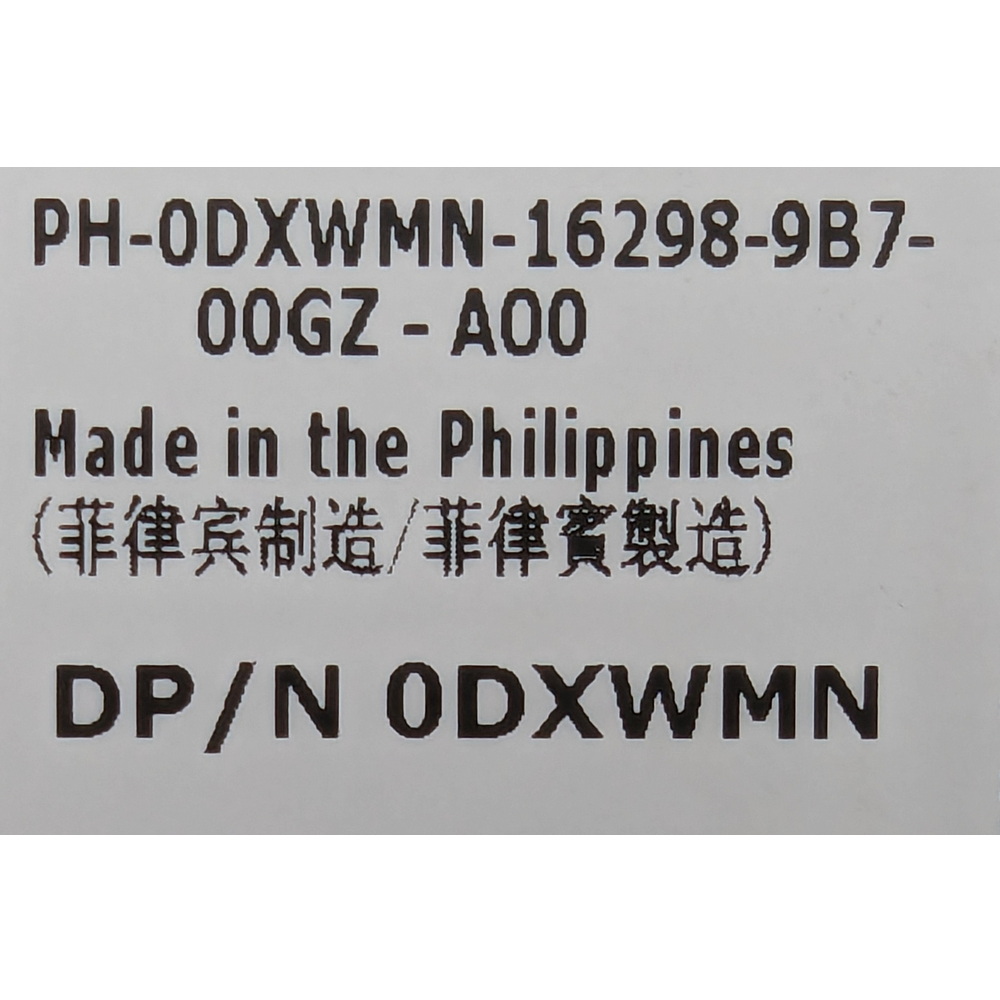 PH-0DXWMN-16298-9B7-
00GZ - A00
Made in the Philippines
(菲律宾制造/菲律賓製造)
DP/N 0DXWMN